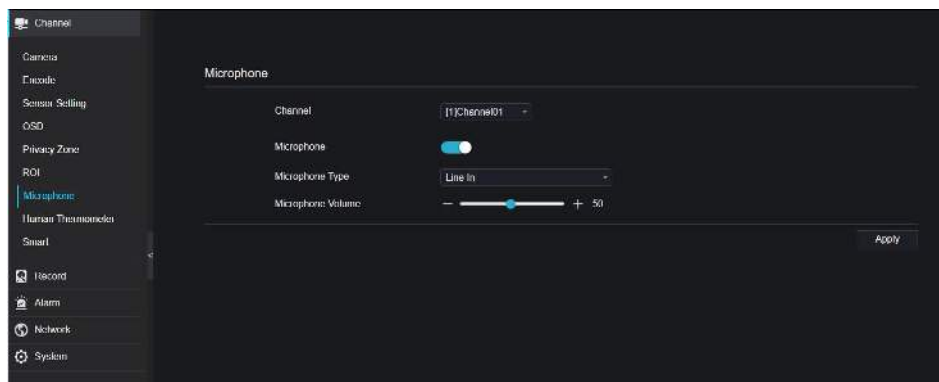 Channel
Camera
Encode
Sensor Setting
OSD
Privacy Zone
ROI
Microphone
Human Thermometer
Smart
Record
Alarm
Network
System
Microphone
Channel [1]Channel01
Microphone
Microphone Type Line In
Microphone Volume − + 50
Apply